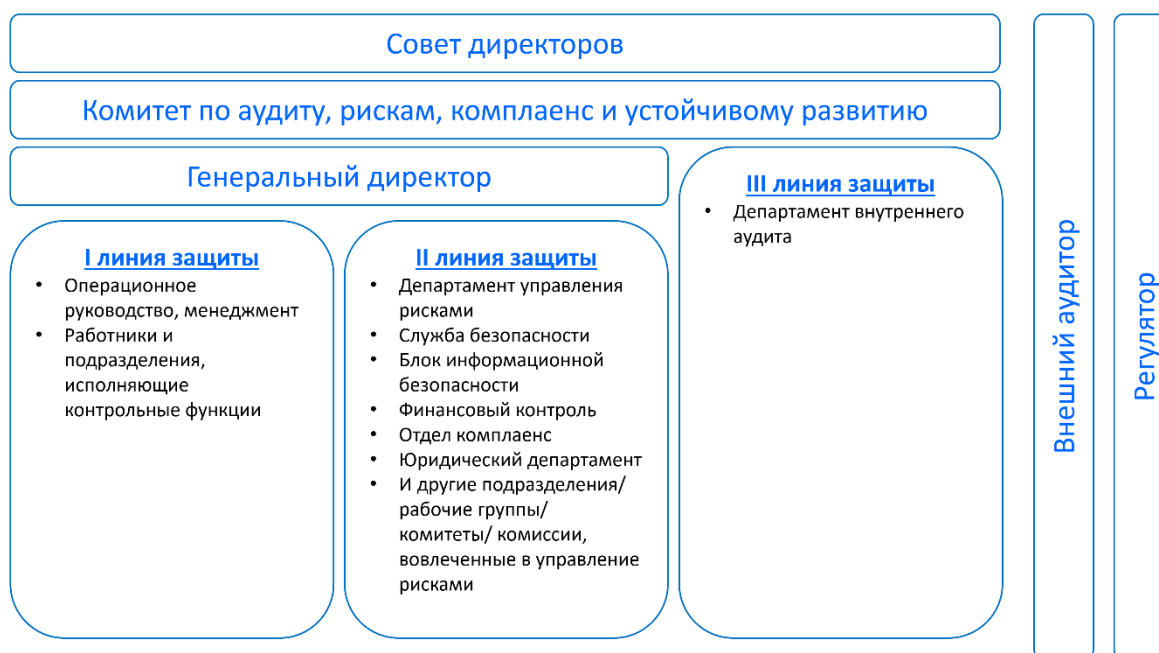 Совет директоров
Комитет по аудиту, рискам, комплаенс и устойчивому развитию
Генеральный директор
I линия защиты
• Операционное
руководство, менеджмент
• Работники и
подразделения,
исполняющие
контрольные функции
II линия защиты
• Департамент управления
рисками
• Служба безопасности
• Блок информационной
безопасности
• Финансовый контроль
• Отдел комплаенс
• Юридический департамент
• И другие подразделения/
рабочие группы/
комитеты/ комиссии,
вовлеченные в управление
рисками
III линия защиты
• Департамент внутреннего
аудита
Внешний аудитор
Регулятор